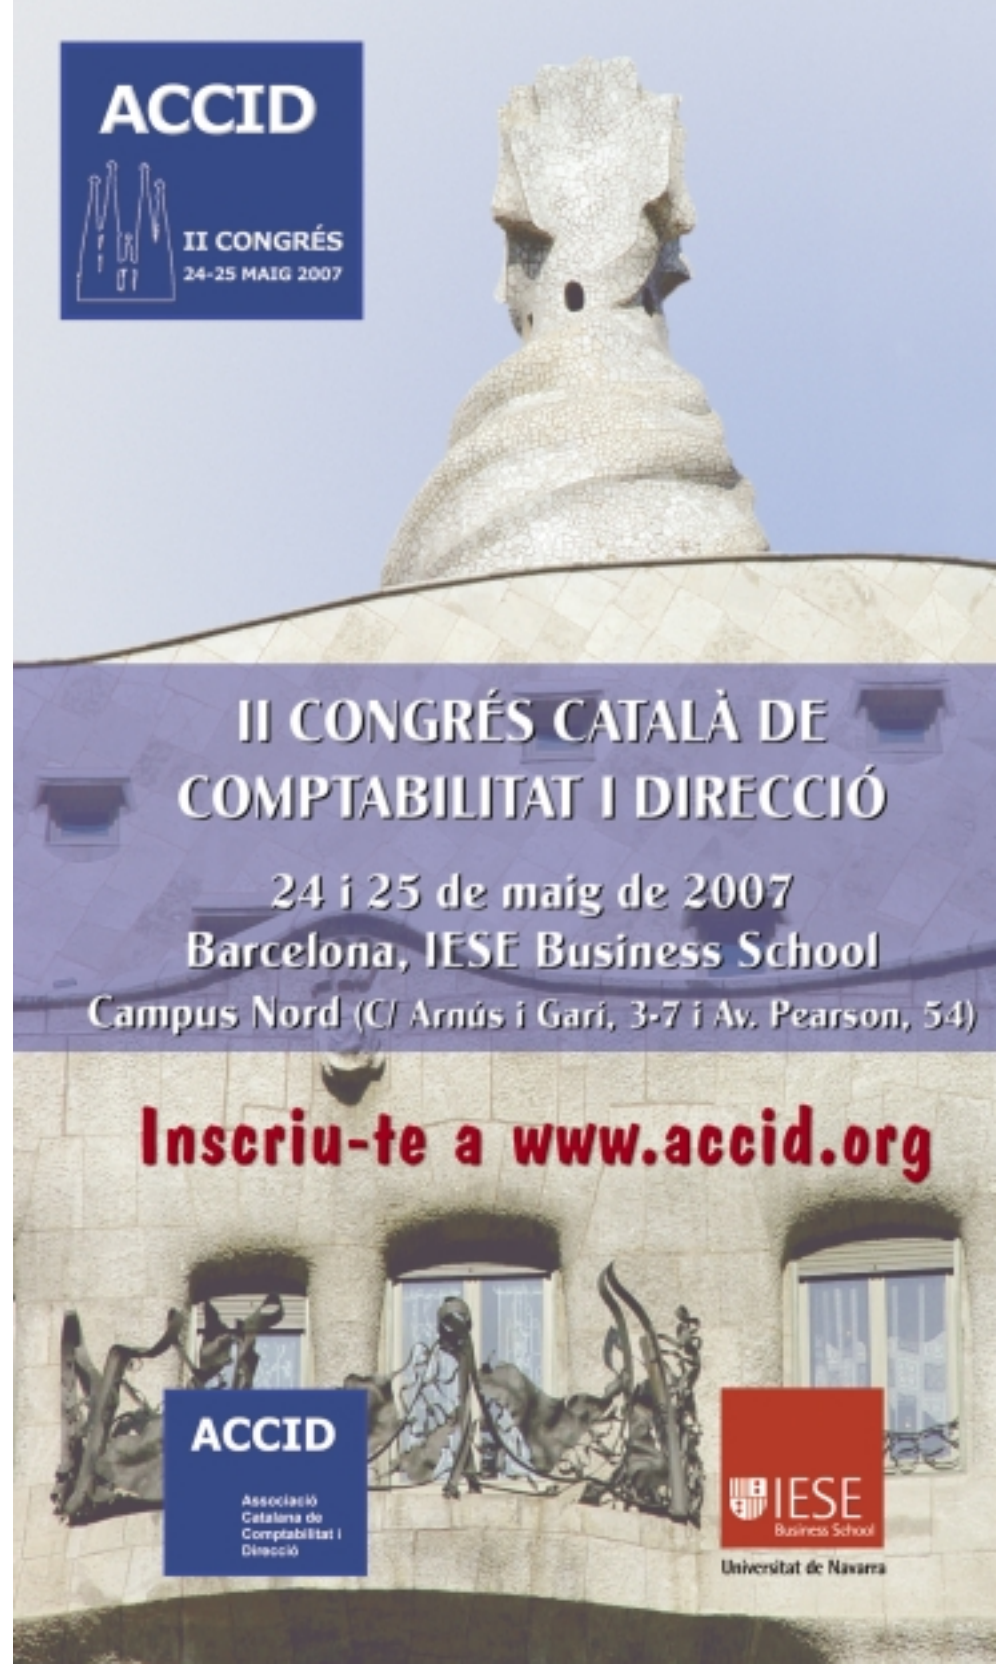 ACCID
II CONGRÉS
24-25 MAIG 2007
II CONGRÉS CATALÀ DE
COMPTABILITAT I DIRECCIÓ
24 i 25 de maig de 2007
Barcelona, IESE Business School
Campus Nord (C/ Arnús i Garí, 3-7 i Av. Pearson, 54)
Inscriu-te a www.accid.org
ACCID
Associació
Catalana de
Comptabilitat i
Direcció
IESE
Business School
Universitat de Navarra